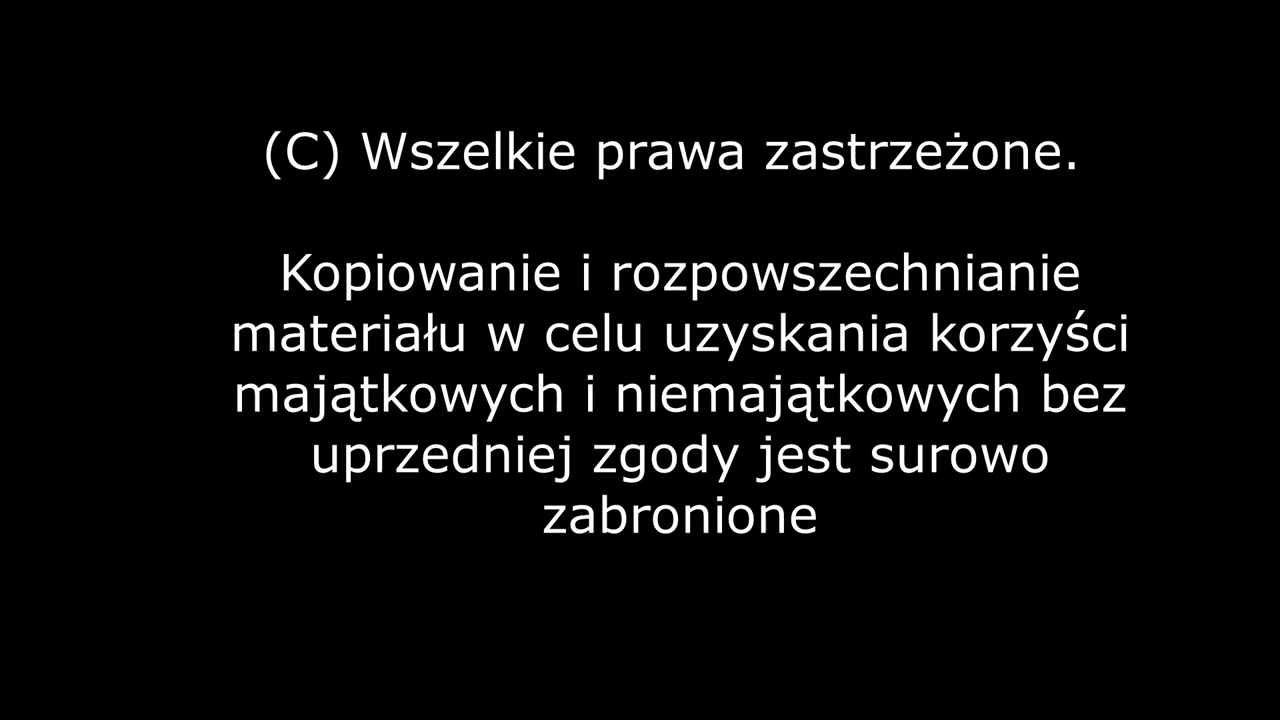 (C) Wszelkie prawa zastrzeżone.
Kopiowanie i rozpowszechnianie
materiału w celu uzyskania korzyści
majątkowych i niemajątkowych bez
uprzedniej zgody jest surowo
zabronione